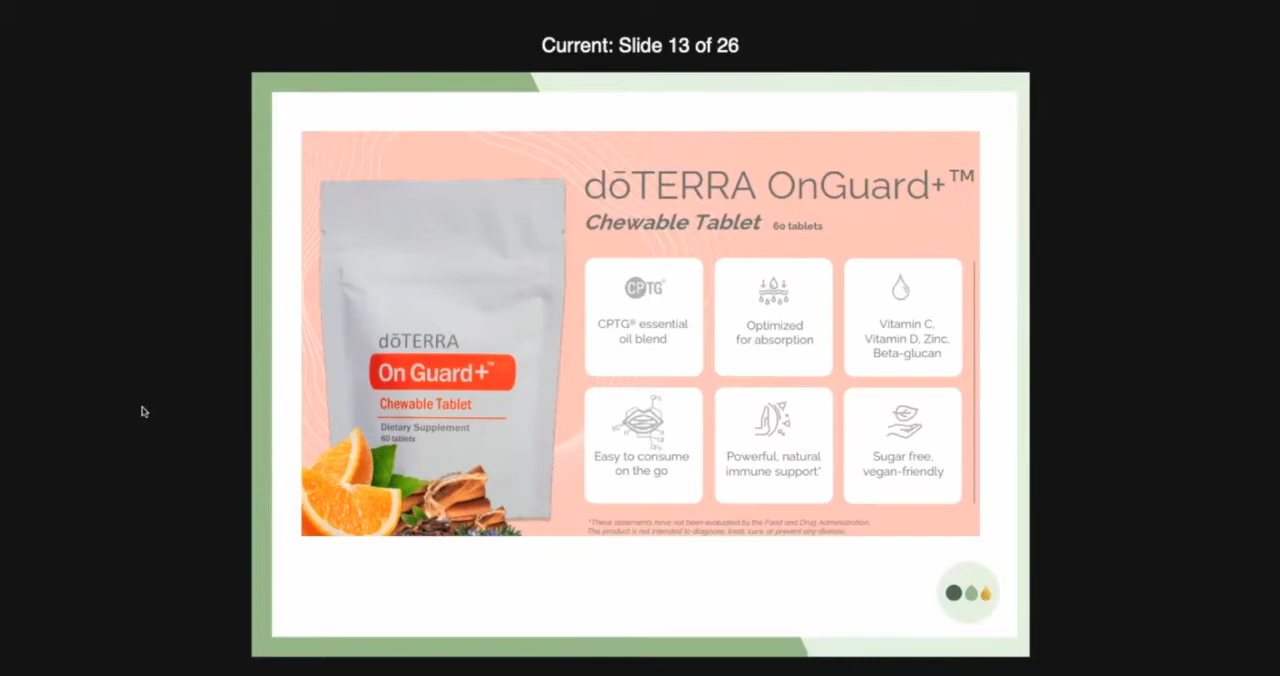 Current: Slide 13 of 26
dōTERRA OnGuard+™
Chewable Tablet 60 tablets
dōTERRA
On Guard+™
Chewable Tablet
Dietary Supplement
60 tablets
CPTG®
CPTG® essential
oil blend
Optimized
for absorption
Vitamin C,
Vitamin D, Zinc,
Beta-glucan
Easy to consume
on the go
Powerful, natural
immune support*
Sugar free,
vegan-friendly
*These statements have not been evaluated by the Food and Drug Administration.
This product is not intended to diagnose, treat, cure, or prevent any disease.